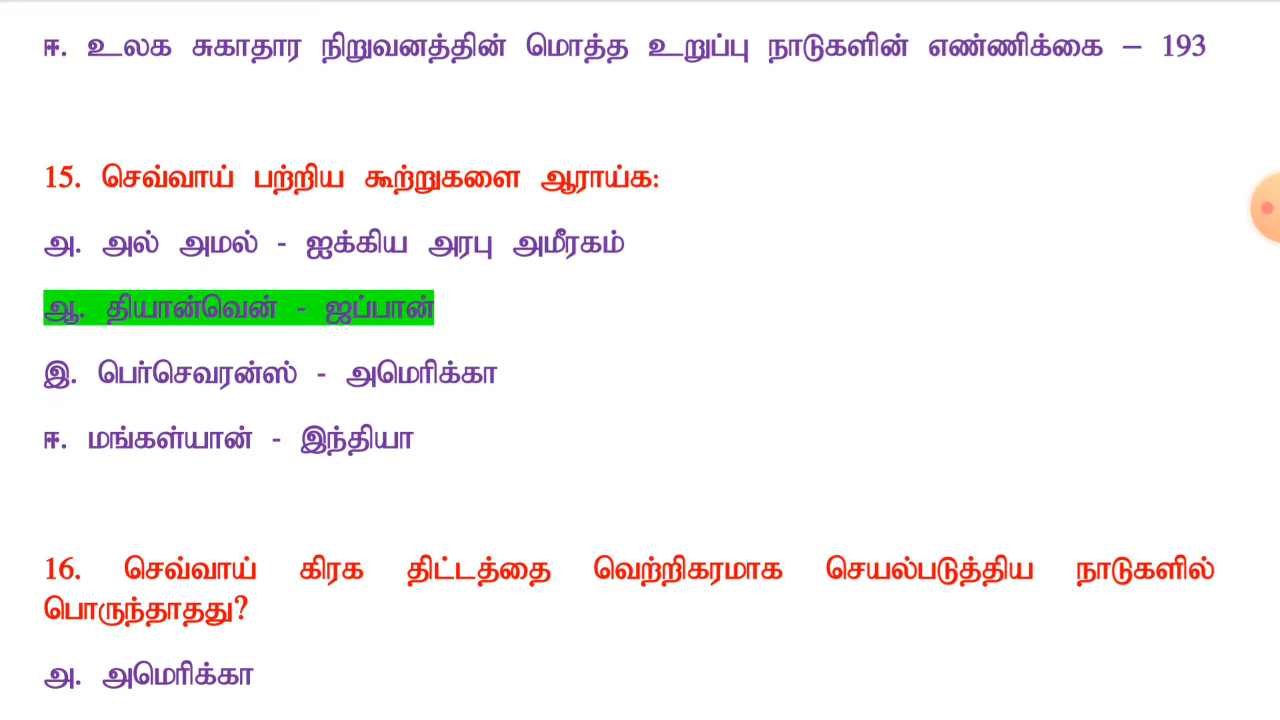 ஈ. உலக சுகாதார நிறுவனத்தின் மொத்த உறுப்பு நாடுகளின் எண்ணிக்கை – 193
15. செவ்வாய் பற்றிய கூற்றுகளை ஆராய்க:
அ. அல் அமல் - ஐக்கிய அரபு அமீரகம்
ஆ. தியான்வென் - ஜப்பான்
இ. பெர்செவரன்ஸ் - அமெரிக்கா
ஈ. மங்கள்யான் - இந்தியா
16. செவ்வாய் கிரக திட்டத்தை வெற்றிகரமாக செயல்படுத்திய நாடுகளில்
பொருந்தாதது?
அ. அமெரிக்கா